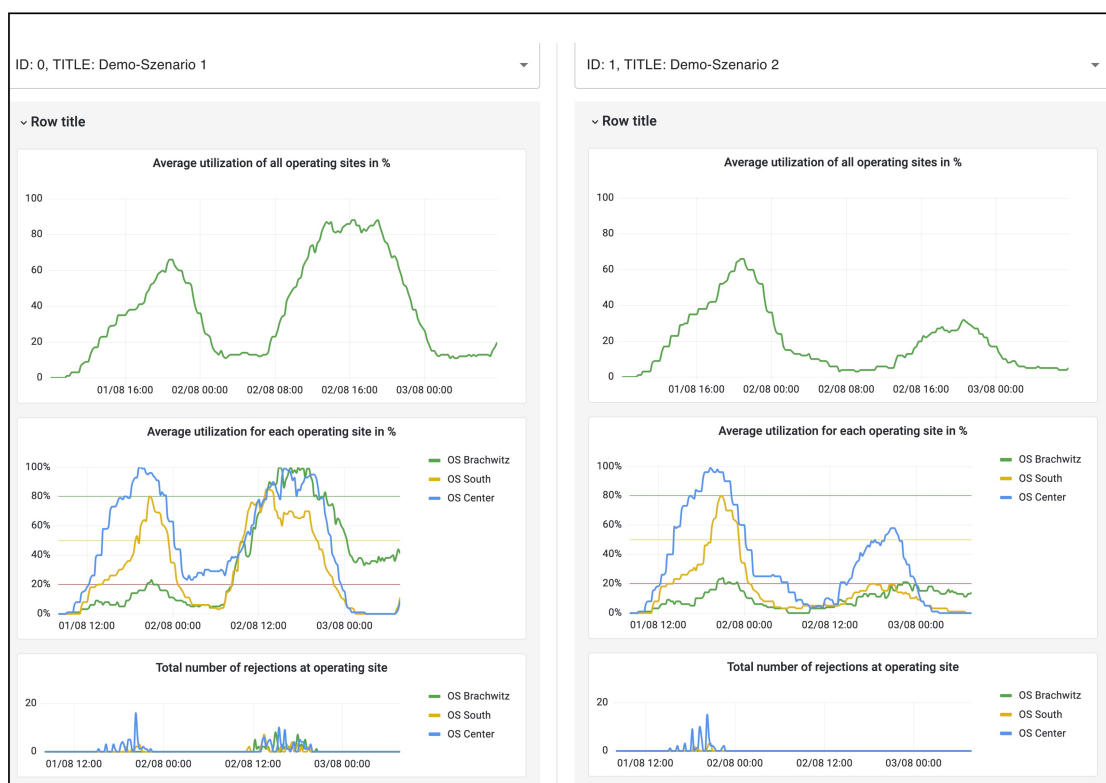 ID: 0, TITLE: Demo-Szenario 1
Row title
Average utilization of all operating sites in %
100
80
60
40
20
0
01/08 16:00 02/08 00:00 02/08 08:00 02/08 16:00 03/08 00:00
Average utilization for each operating site in %
100%
80%
60%
40%
20%
0%
01/08 12:00 02/08 00:00 02/08 12:00 03/08 00:00
OS Brachwitz
OS South
OS Center
Total number of rejections at operating site
20
0
01/08 12:00 02/08 00:00 02/08 12:00 03/08 00:00
OS Brachwitz
OS South
OS Center
ID: 1, TITLE: Demo-Szenario 2
Row title
Average utilization of all operating sites in %
100
80
60
40
20
0
01/08 16:00 02/08 00:00 02/08 08:00 02/08 16:00 03/08 00:00
Average utilization for each operating site in %
100%
80%
60%
40%
20%
0%
01/08 12:00 02/08 00:00 02/08 12:00 03/08 00:00
OS Brachwitz
OS South
OS Center
Total number of rejections at operating site
20
0
01/08 12:00 02/08 00:00 02/08 12:00 03/08 00:00
OS Brachwitz
OS South
OS Center